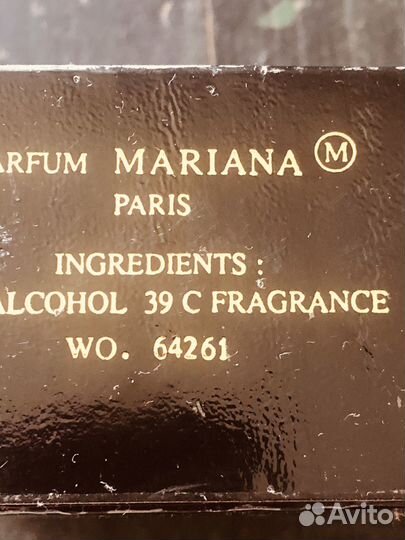 ARFUM MARIANA Ⓜ
PARIS
INGREDIENTS :
ALCOHOL 39 C FRAGRANCE
WO. 64261
Avito